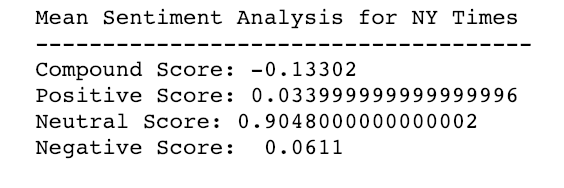 Mean Sentiment Analysis for NY Times
-------------------------------------
Compound Score: -0.13302
Positive Score: 0.033999999999999996
Neutral Score: 0.9048000000000002
Negative Score:  0.0611